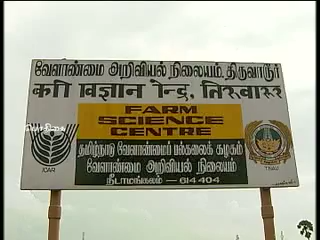 வேளாண்மை அறிவியல் நிலையம், திருவாரூர்
FARM
SCIENCE
CENTRE
தமிழ்நாடு வேளாண்மைப் பல்கலைக் கழகம்
வேளாண்மை அறிவியல் நிலையம்
நீடாமங்கலம் — 614 404
ICAR
TNAU